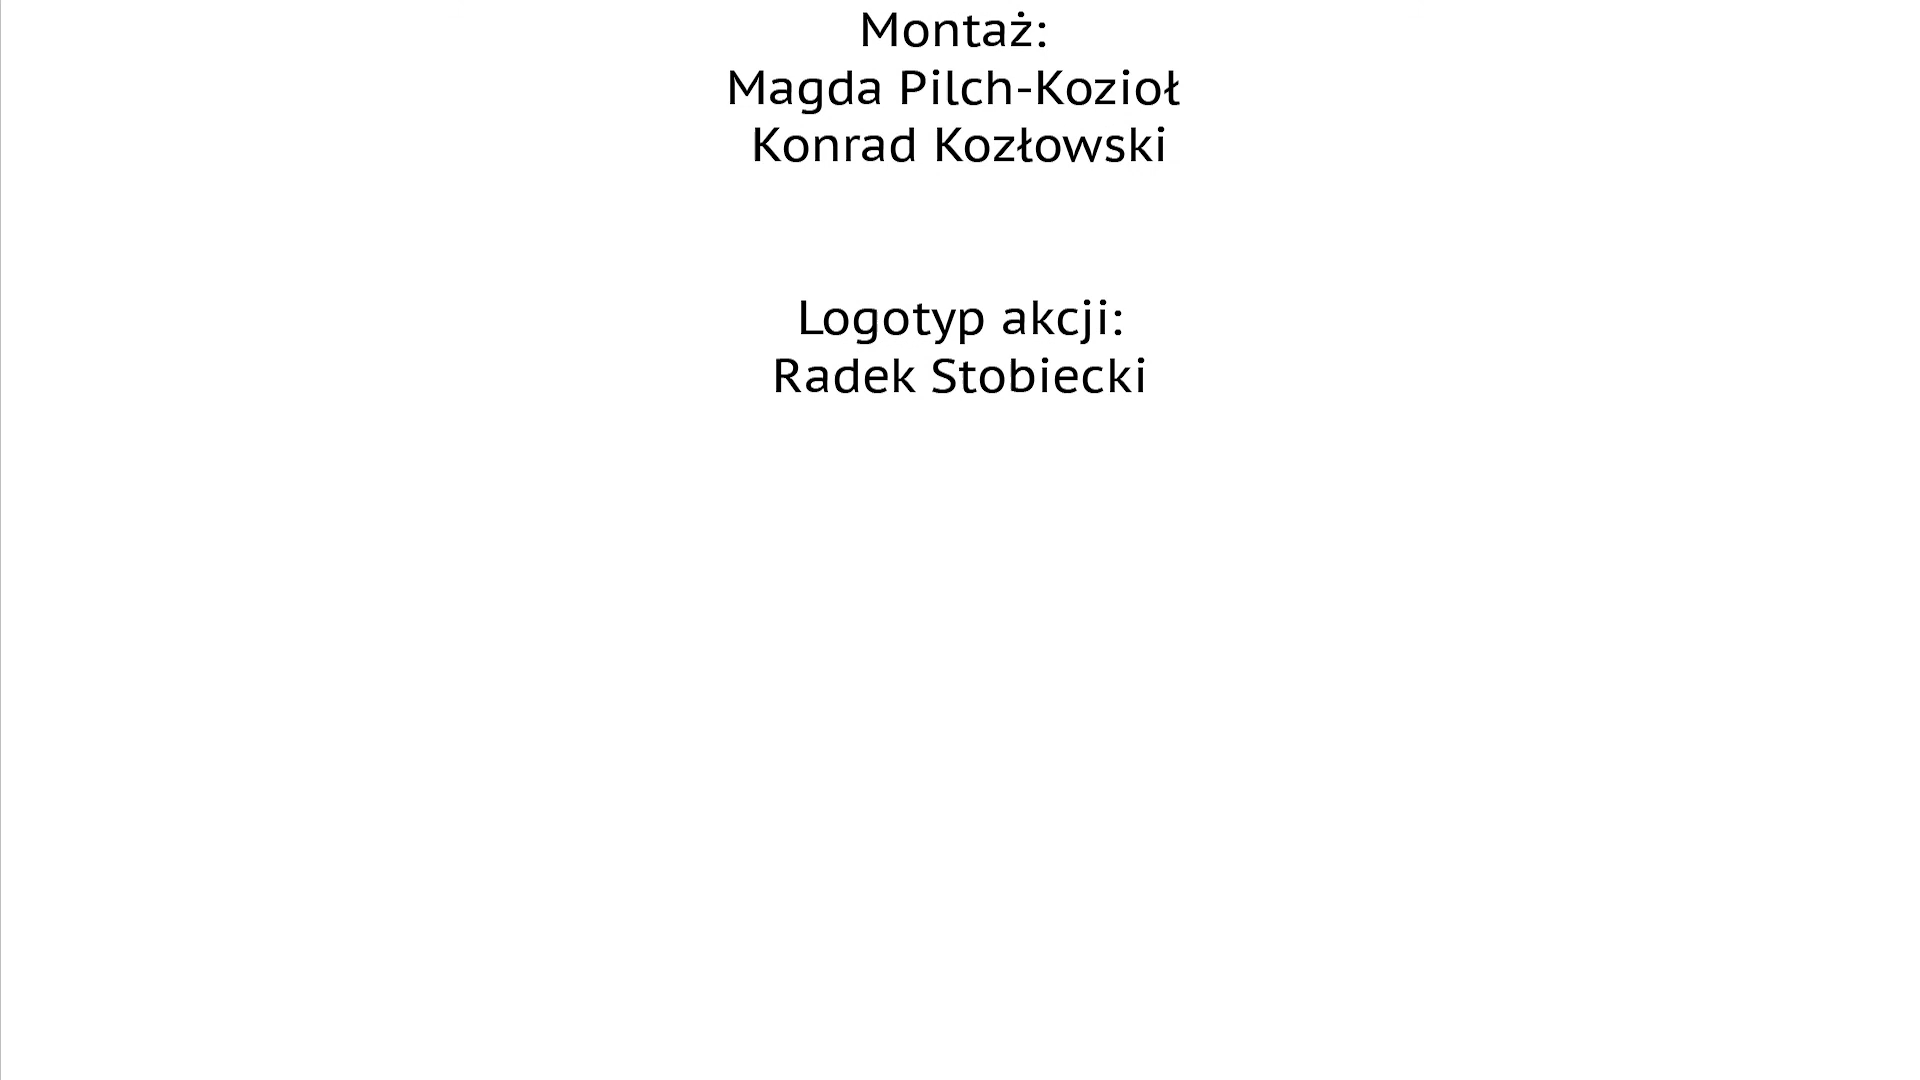 Montaż:
Magda Pilch-Kozioł
Konrad Kozłowski
Logotyp akcji:
Radek Stobiecki